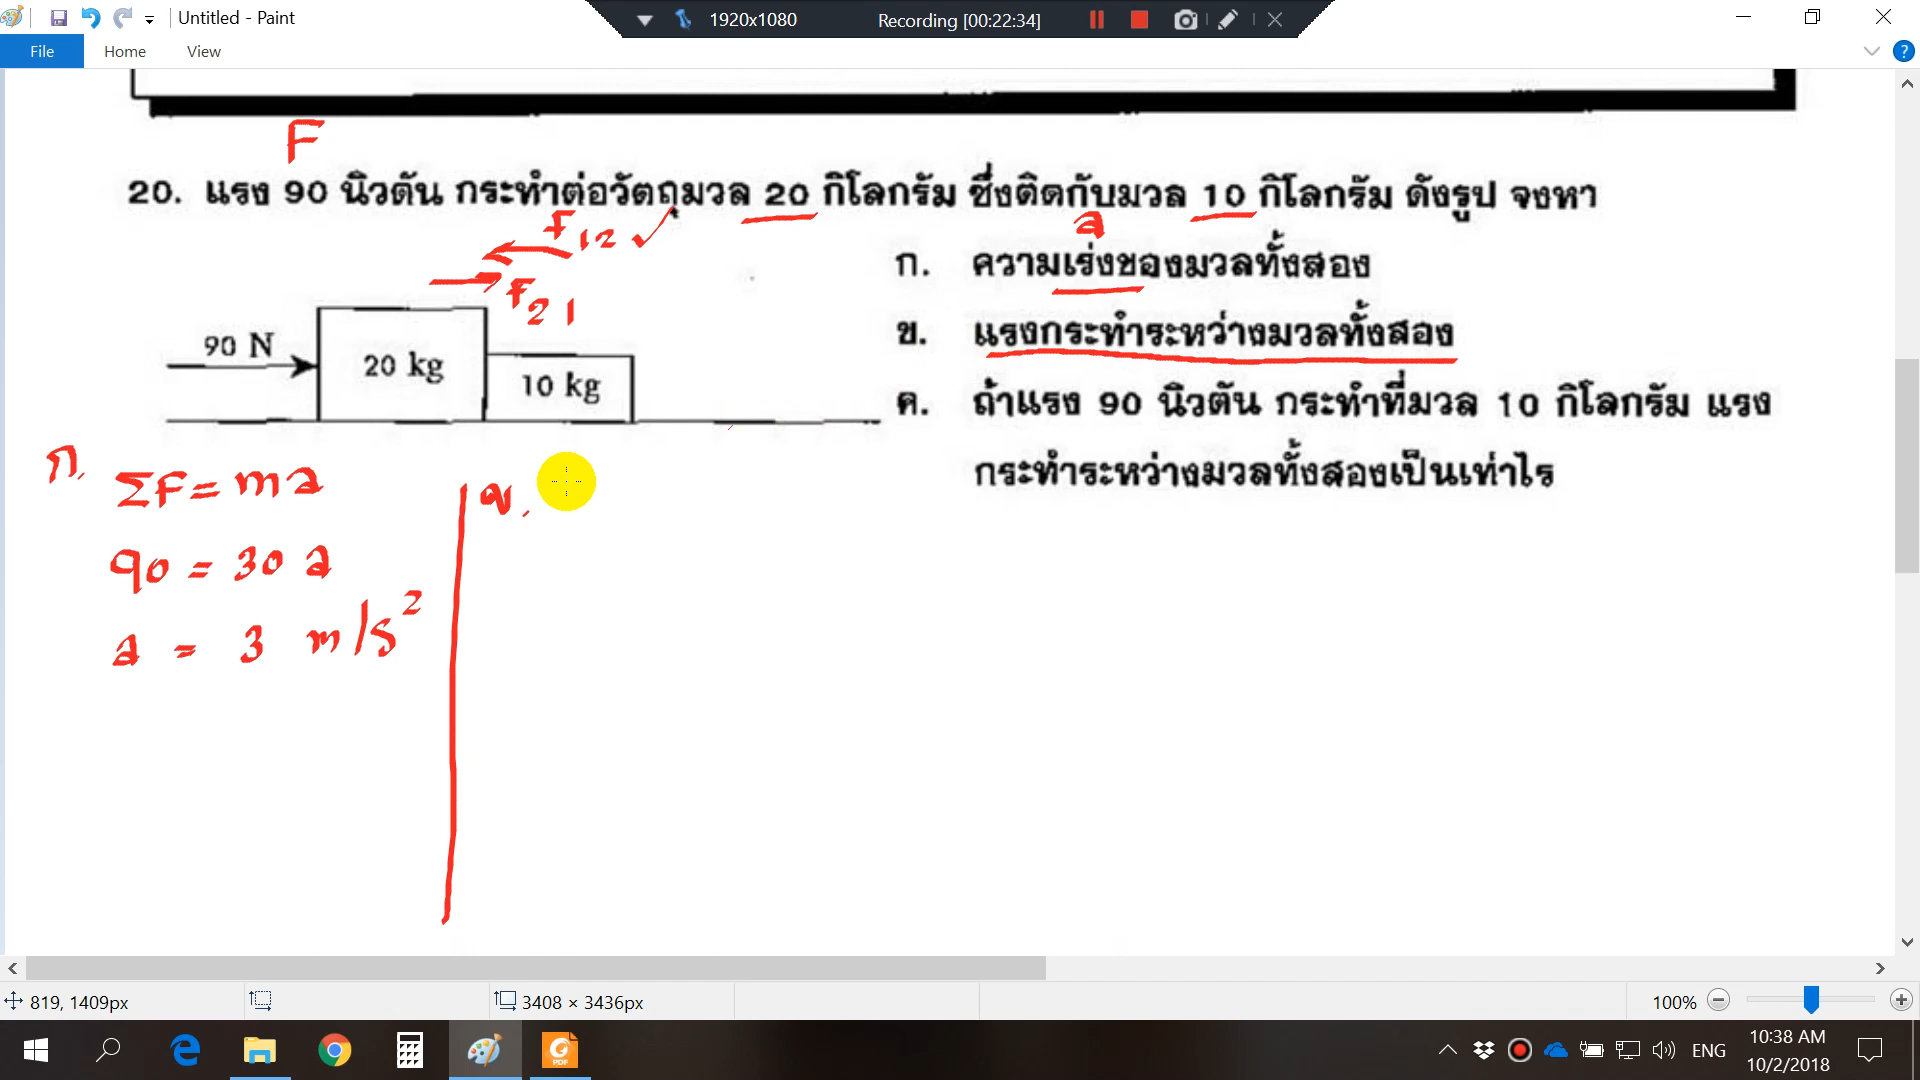 Untitled - Paint
1920x1080
Recording [00:22:34]
File Home View
F
20. แรง 90 นิวตัน กระทำต่อวัตถุมวล 20 กิโลกรัม ซึ่งติดกับมวล 10 กิโลกรัม ดังรูป จงหา
F12 ✓
a
ก. ความเร่งของมวลทั้งสอง
F21
ข. แรงกระทำระหว่างมวลทั้งสอง
90 N
20 kg
10 kg
ค. ถ้าแรง 90 นิวตัน กระทำที่มวล 10 กิโลกรัม แรง
กระทำระหว่างมวลทั้งสองเป็นเท่าไร
ก. ΣF = ma
90 = 30 a
a = 3 m/s²
ข.
819, 1409px
3408 × 3436px
100%
PDF
ENG
10:38 AM
10/2/2018